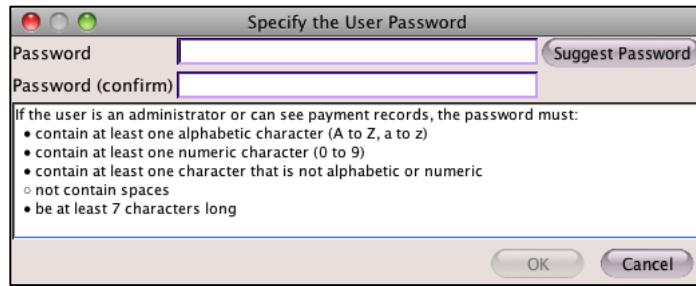 Specify the User Password
Password
Suggest Password
Password (confirm)
If the user is an administrator or can see payment records, the password must:
• contain at least one alphabetic character (A to Z, a to z)
• contain at least one numeric character (0 to 9)
• contain at least one character that is not alphabetic or numeric
○ not contain spaces
• be at least 7 characters long
OK
Cancel